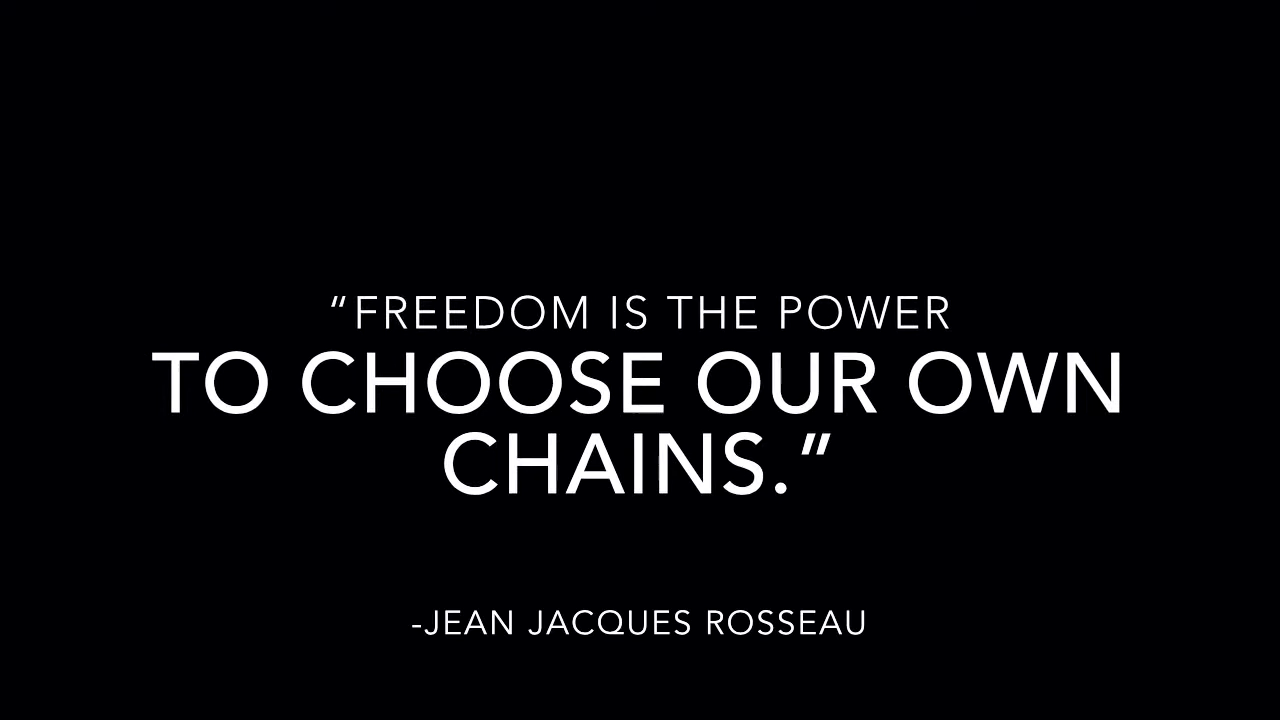 “FREEDOM IS THE POWER
TO CHOOSE OUR OWN
CHAINS.”
-JEAN JACQUES ROSSEAU